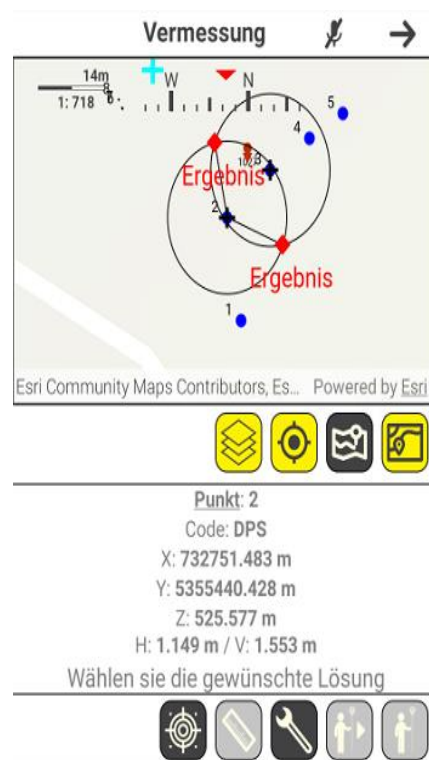 Vermessung
14m
1: 718
W
N
5
4
3
Ergebnis
2
Ergebnis
1
Esri Community Maps Contributors, Es... Powered by Esri
Punkt: 2
Code: DPS
X: 732751.483 m
Y: 5355440.428 m
Z: 525.577 m
H: 1.149 m / V: 1.553 m
Wählen sie die gewünschte Lösung